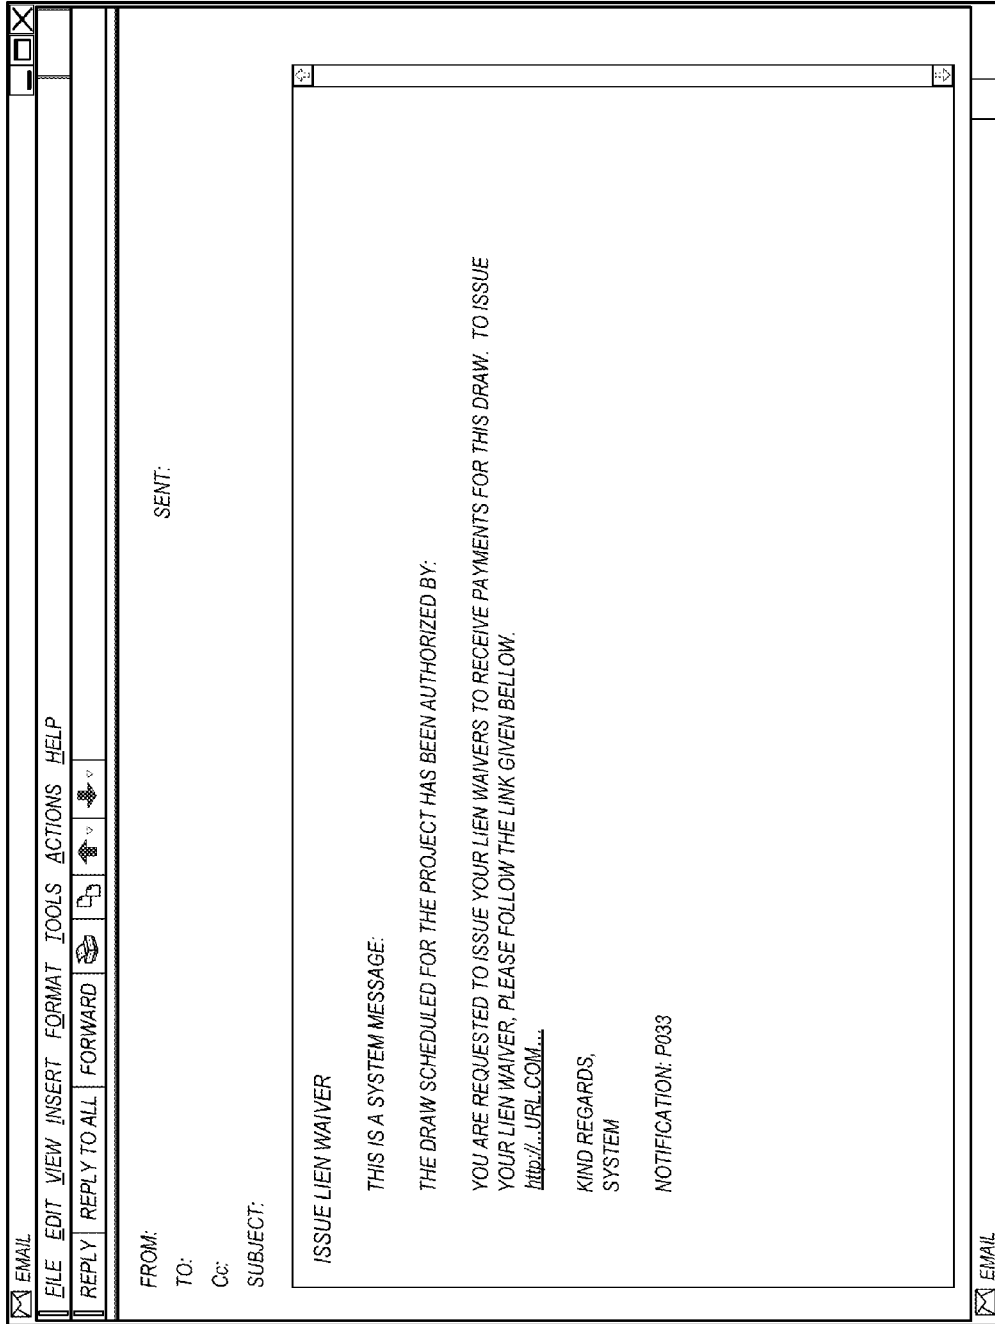 EMAIL
FILE EDIT VIEW INSERT FORMAT TOOLS ACTIONS HELP
REPLY REPLY TO ALL FORWARD
FROM:
SENT:
TO:
Cc:
SUBJECT:
ISSUE LIEN WAIVER
THIS IS A SYSTEM MESSAGE:
THE DRAW SCHEDULED FOR THE PROJECT HAS BEEN AUTHORIZED BY:
YOU ARE REQUESTED TO ISSUE YOUR LIEN WAIVERS TO RECEIVE PAYMENTS FOR THIS DRAW. TO ISSUE
YOUR LIEN WAIVER, PLEASE FOLLOW THE LINK GIVEN BELLOW.
http://...URL.COM...
KIND REGARDS,
SYSTEM
NOTIFICATION: P033
EMAIL